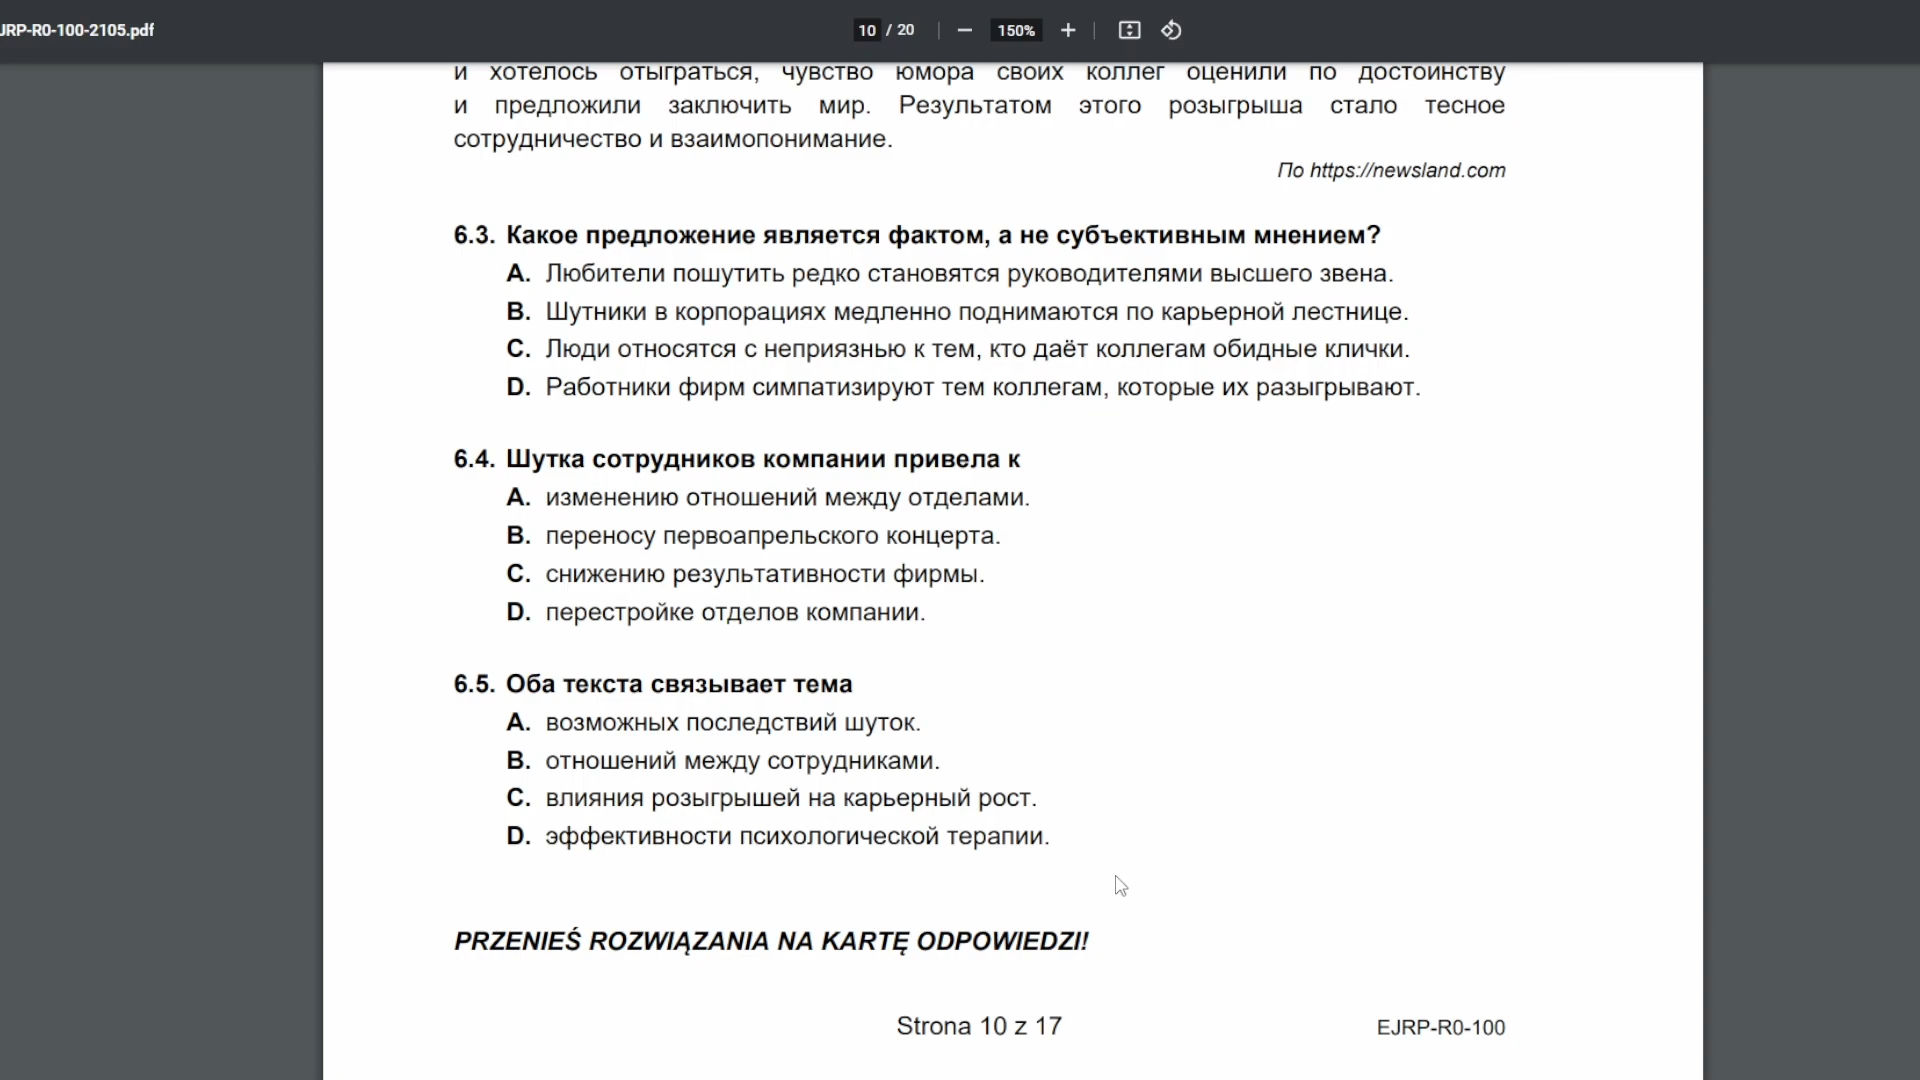 JRP-R0-100-2105.pdf
10 / 20
150%
и хотелось отыграться, чувство юмора своих коллег оценили по достоинству
и предложили заключить мир. Результатом этого розыгрыша стало тесное
сотрудничество и взаимопонимание.
По https://newsland.com
6.3. Какое предложение является фактом, а не субъективным мнением?
A. Любители пошутить редко становятся руководителями высшего звена.
B. Шутники в корпорациях медленно поднимаются по карьерной лестнице.
C. Люди относятся с неприязнью к тем, кто даёт коллегам обидные клички.
D. Работники фирм симпатизируют тем коллегам, которые их разыгрывают.
6.4. Шутка сотрудников компании привела к
A. изменению отношений между отделами.
B. переносу первоапрельского концерта.
C. снижению результативности фирмы.
D. перестройке отделов компании.
6.5. Оба текста связывает тема
A. возможных последствий шуток.
B. отношений между сотрудниками.
C. влияния розыгрышей на карьерный рост.
D. эффективности психологической терапии.
PRZENIEŚ ROZWIĄZANIA NA KARTĘ ODPOWIEDZI!
Strona 10 z 17
EJRP-R0-100